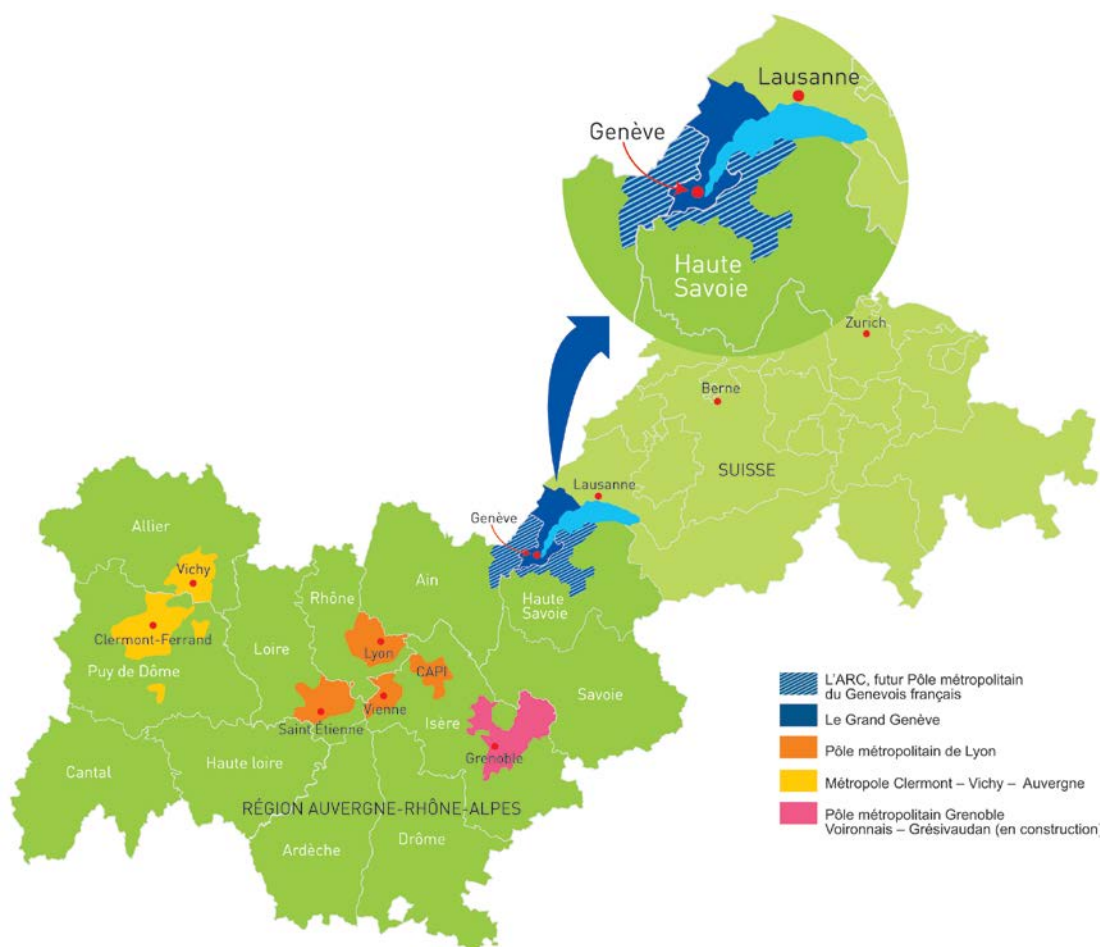 Lausanne
Genève
Haute
Savoie
Zurich
Berne
SUISSE
Lausanne
Genève
Allier
Vichy
Ain
Rhône
Haute
Savoie
Clermont-Ferrand
Loire
Lyon
Puy de Dôme
CAPI
Savoie
Vienne
Isère
Saint Étienne
Grenoble
Haute loire
Cantal
RÉGION AUVERGNE-RHÔNE-ALPES
Drôme
Ardèche
L'ARC, futur Pôle métropolitain
du Genevois français
Le Grand Genève
Pôle métropolitain de Lyon
Métropole Clermont – Vichy – Auvergne
Pôle métropolitain Grenoble
Voironnais – Grésivaudan (en construction)